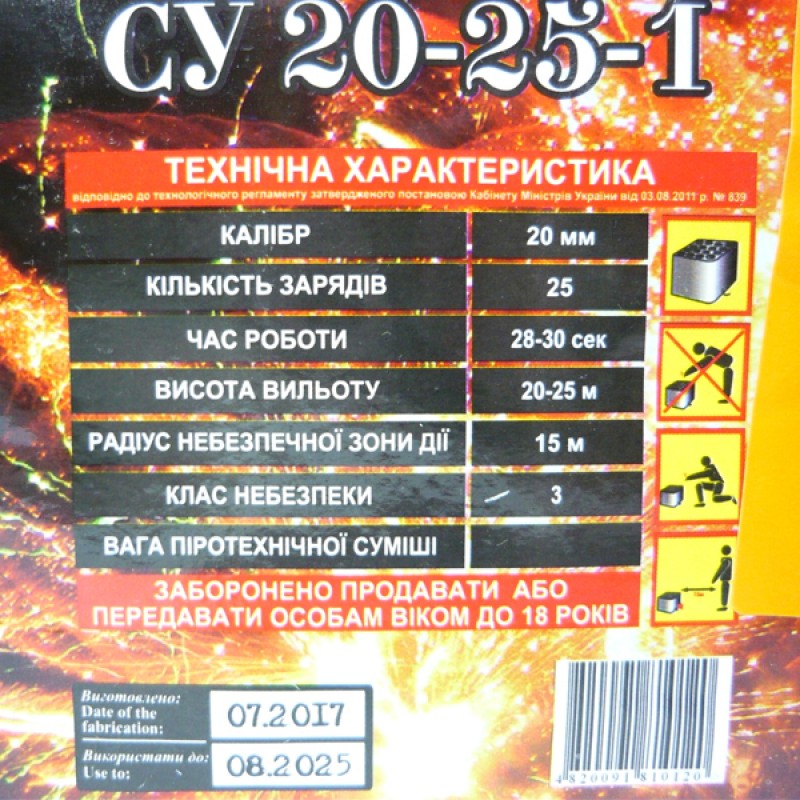 СУ 20-25-1
ТЕХНІЧНА ХАРАКТЕРИСТИКА
відповідно до технологічного регламенту затвердженого постановою Кабінету Міністрів України від 03.08.2011 р. № 839
КАЛІБР 20 мм
КІЛЬКІСТЬ ЗАРЯДІВ 25
ЧАС РОБОТИ 28-30 сек
ВИСОТА ВИЛЬОТУ 20-25 м
РАДІУС НЕБЕЗПЕЧНОЇ ЗОНИ ДІЇ 15 м
КЛАС НЕБЕЗПЕКИ 3
ВАГА ПІРОТЕХНІЧНОЇ СУМІШІ
ЗАБОРОНЕНО ПРОДАВАТИ АБО
ПЕРЕДАВАТИ ОСОБАМ ВІКОМ ДО 18 РОКІВ
Виготовлено:
Date of the
fabrication:
07.2017
Використати до:
Use to:
08.2025
4820091810120